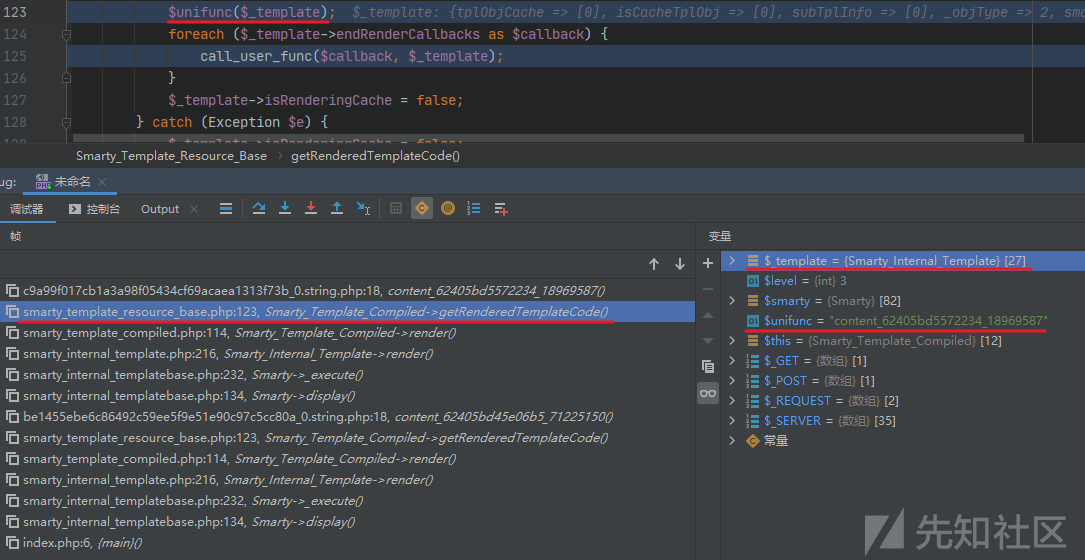 123 $unifunc($_template); $_template: {tplObjCache => [0], isCacheTplObj => [0], subTplInfo => [0], _objType => 2, sma
124 foreach ($_template->endRenderCallbacks as $callback) {
125 call_user_func($callback, $_template);
126 }
127 $_template->isRenderingCache = false;
128 } catch (Exception $e) {
Smarty_Template_Resource_Base › getRenderedTemplateCode()
ug: 未命名 ×
调试器 控制台 Output ×
帧
c9a99f017cb1a3a98f05434cf69acaea1313f73b_0.string.php:18, content_62405bd5572234_18969587()
smarty_template_resource_base.php:123, Smarty_Template_Compiled->getRenderedTemplateCode()
smarty_template_compiled.php:114, Smarty_Template_Compiled->render()
smarty_internal_template.php:216, Smarty_Internal_Template->render()
smarty_internal_templatebase.php:232, Smarty->_execute()
smarty_internal_templatebase.php:134, Smarty->display()
be1455ebe6c86492c59ee5f9e51e90c97c5cc80a_0.string.php:18, content_62405bd45e06b5_71225150()
smarty_template_resource_base.php:123, Smarty_Template_Compiled->getRenderedTemplateCode()
smarty_template_compiled.php:114, Smarty_Template_Compiled->render()
smarty_internal_template.php:216, Smarty_Internal_Template->render()
smarty_internal_templatebase.php:232, Smarty->_execute()
smarty_internal_templatebase.php:134, Smarty->display()
index.php:6, {main}()
变量
$_template = {Smarty_Internal_Template} [27]
$level = {int} 3
$smarty = {Smarty} [82]
$unifunc = "content_62405bd5572234_18969587"
$this = {Smarty_Template_Compiled} [12]
$_GET = {数组} [1]
$_POST = {数组} [1]
$_REQUEST = {数组} [2]
$_SERVER = {数组} [35]
常量
先知社区